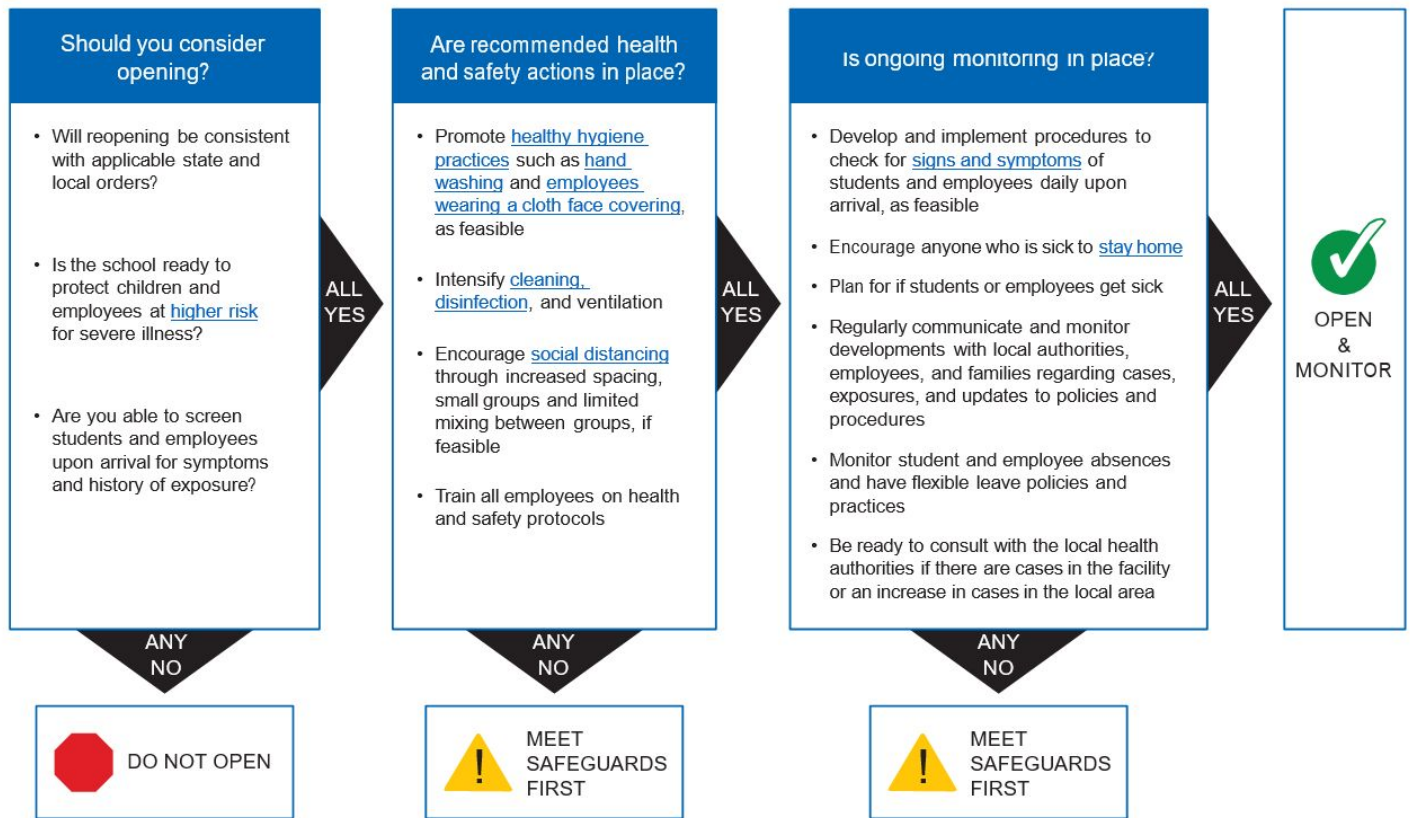 Should you consider
opening?
• Will reopening be consistent
with applicable state and
local orders?
• Is the school ready to
protect children and
employees at higher risk
for severe illness?
• Are you able to screen
students and employees
upon arrival for symptoms
and history of exposure?
ALL
YES
ANY
NO
DO NOT OPEN
Are recommended health
and safety actions in place?
• Promote healthy hygiene
practices such as hand
washing and employees
wearing a cloth face covering,
as feasible
• Intensify cleaning,
disinfection, and ventilation
• Encourage social distancing
through increased spacing,
small groups and limited
mixing between groups, if
feasible
• Train all employees on health
and safety protocols
ALL
YES
ANY
NO
!
MEET
SAFEGUARDS
FIRST
Is ongoing monitoring in place?
• Develop and implement procedures to
check for signs and symptoms of
students and employees daily upon
arrival, as feasible
• Encourage anyone who is sick to stay home
• Plan for if students or employees get sick
• Regularly communicate and monitor
developments with local authorities,
employees, and families regarding cases,
exposures, and updates to policies and
procedures
• Monitor student and employee absences
and have flexible leave policies and
practices
• Be ready to consult with the local health
authorities if there are cases in the facility
or an increase in cases in the local area
ALL
YES
ANY
NO
!
MEET
SAFEGUARDS
FIRST
OPEN
&
MONITOR